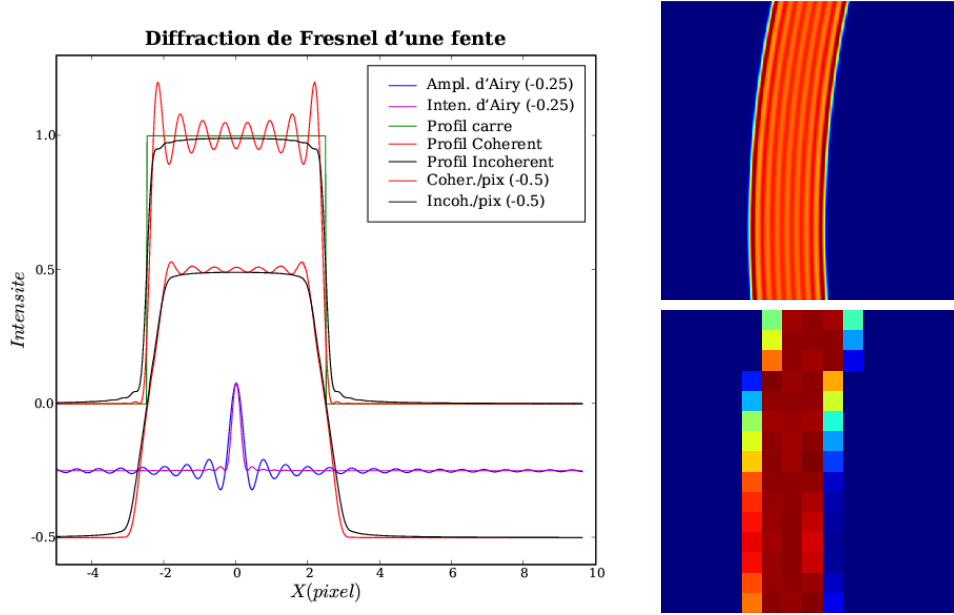 Diffraction de Fresnel d'une fente
Ampl. d'Airy (-0.25)
Inten. d'Airy (-0.25)
Profil carre
Profil Coherent
Profil Incoherent
Coher./pix (-0.5)
Incoh./pix (-0.5)
Intensite
1.0
0.5
0.0
-0.5
-4
-2
0
2
4
6
8
10
X(pixel)